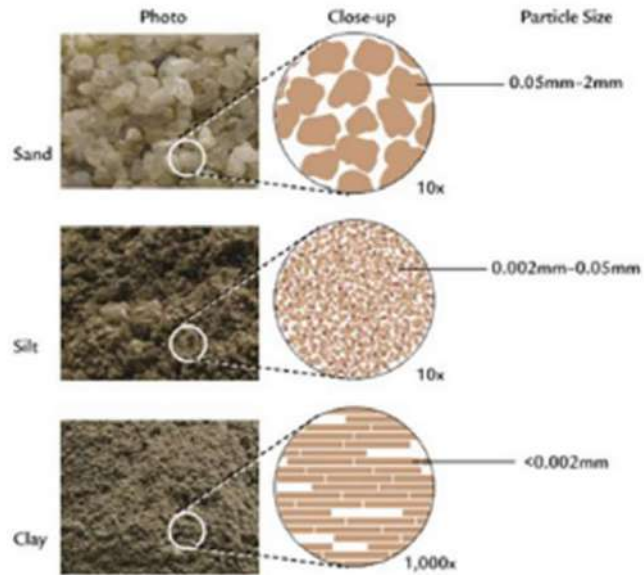 Photo Close-up Particle Size
0.05mm-2mm
Sand
10x
0.002mm-0.05mm
Silt
10x
<0.002mm
Clay
1,000x